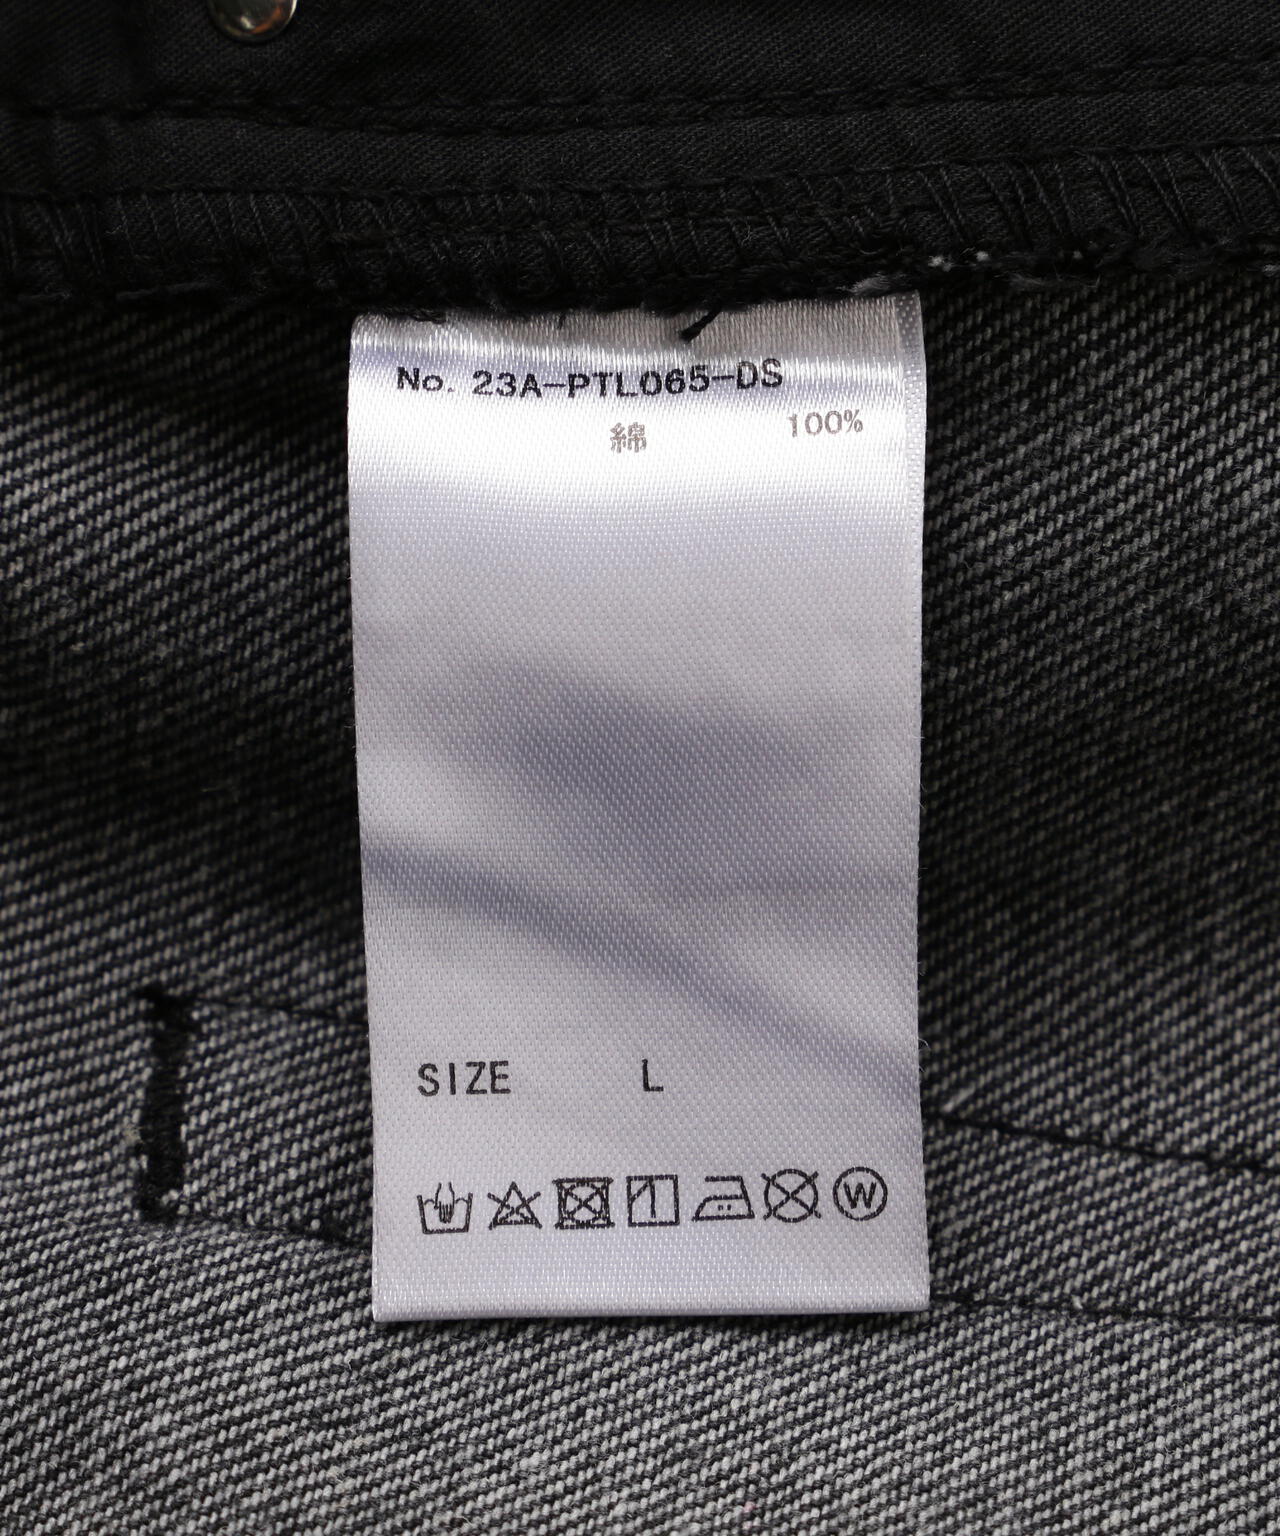 No. 23A-PTL065-DS
綿 100%
SIZE L
W